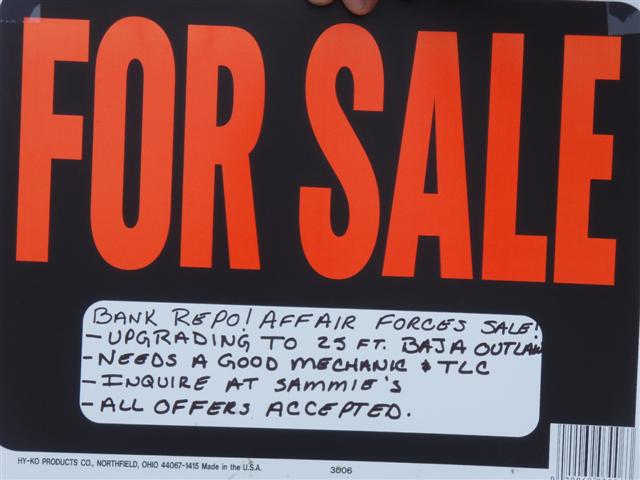 FOR SALE
BANK REPO! AFFAIR FORCES SALE!
- UPGRADING TO 25 FT. BAJA OUTLAW
- NEEDS A GOOD MECHANIC & TLC
- INQUIRE AT SAMMIE'S
- ALL OFFERS ACCEPTED.
HY-KO PRODUCTS CO., NORTHFIELD, OHIO 44067-1415 Made in the U.S.A. 3006